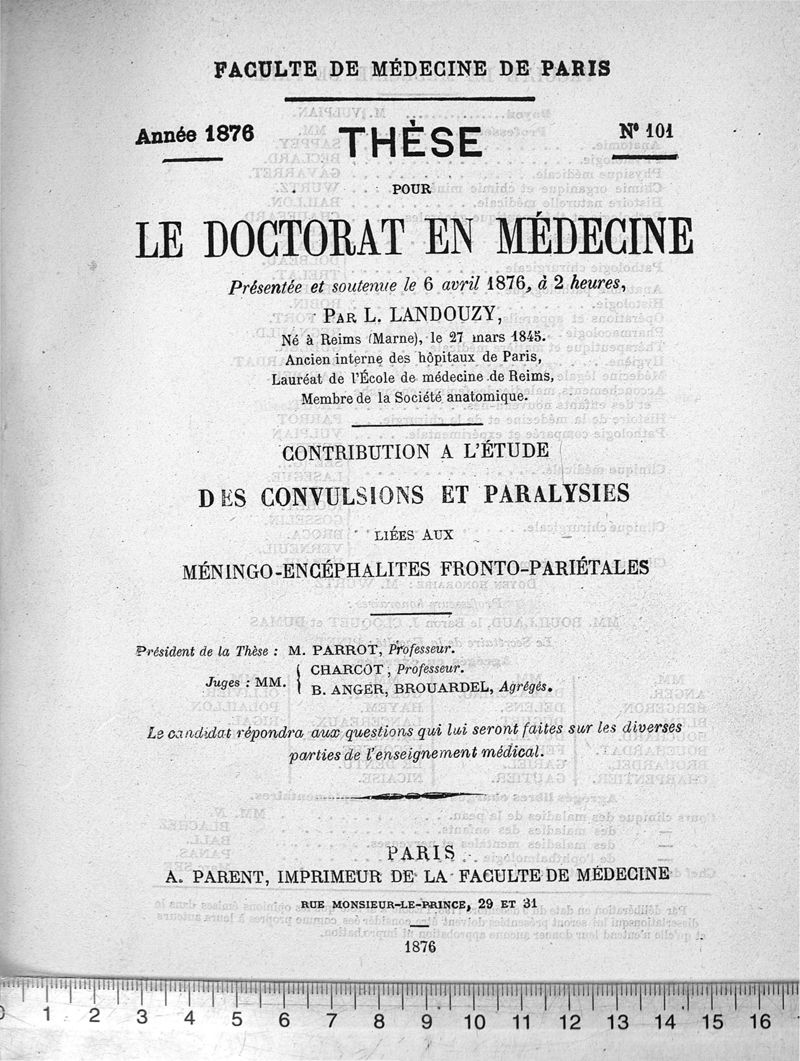 FACULTE DE MÉDECINE DE PARIS
Année 1876
THÈSE
N° 101
POUR
LE DOCTORAT EN MÉDECINE
Présentée et soutenue le 6 avril 1876, à 2 heures,
PAR L. LANDOUZY,
Né à Reims (Marne), le 27 mars 1845.
Ancien interne des hôpitaux de Paris,
Lauréat de l'École de médecine de Reims,
Membre de la Société anatomique.
CONTRIBUTION A L'ÉTUDE
DES CONVULSIONS ET PARALYSIES
LIÉES AUX
MÉNINGO-ENCÉPHALITES FRONTO-PARIÉTALES
Président de la Thèse : M. PARROT, Professeur.
Juges : MM. { CHARCOT, Professeur.
B. ANGER, BROUARDEL, Agrégés.
Le candidat répondra aux questions qui lui seront faites sur les diverses
parties de l'enseignement médical.
PARIS
A. PARENT, IMPRIMEUR DE LA FACULTE DE MÉDECINE
RUE MONSIEUR-LE-PRINCE, 29 ET 31
1876
0 1 2 3 4 5 6 7 8 9 10 11 12 13 14 15 16